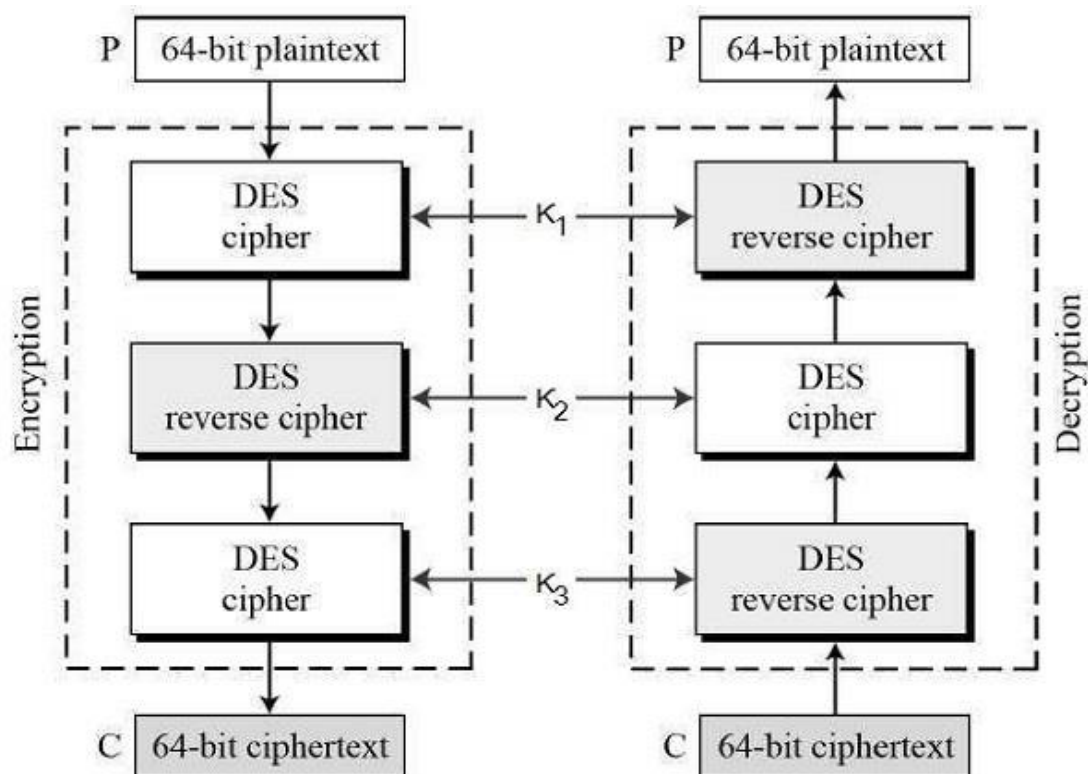 P 64-bit plaintext
Encryption
DES
cipher
DES
reverse cipher
DES
cipher
C 64-bit ciphertext
K1
K2
K3
P 64-bit plaintext
DES
reverse cipher
DES
cipher
DES
reverse cipher
Decryption
C 64-bit ciphertext